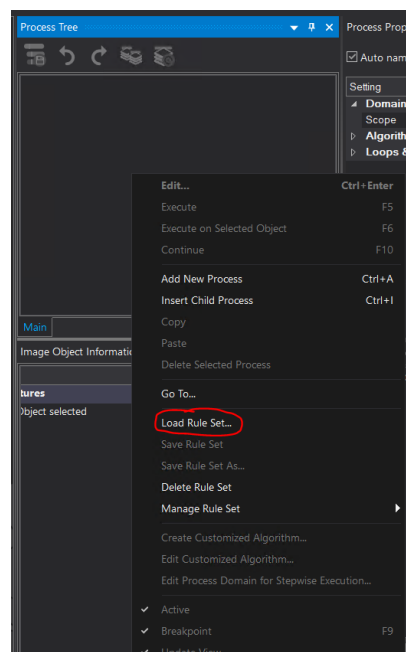 Process Tree
Process Prop
Auto nam
Setting
Domain
Scope
Algorith
Loops &
Edit... Ctrl+Enter
Execute F5
Execute on Selected Object F6
Continue F10
Add New Process Ctrl+A
Insert Child Process Ctrl+I
Copy
Paste
Delete Selected Process
Main
Image Object Informatio
tures
Object selected
Go To...
Load Rule Set...
Save Rule Set
Save Rule Set As...
Delete Rule Set
Manage Rule Set
Create Customized Algorithm...
Edit Customized Algorithm...
Edit Process Domain for Stepwise Execution...
Active
Breakpoint F9
Update View